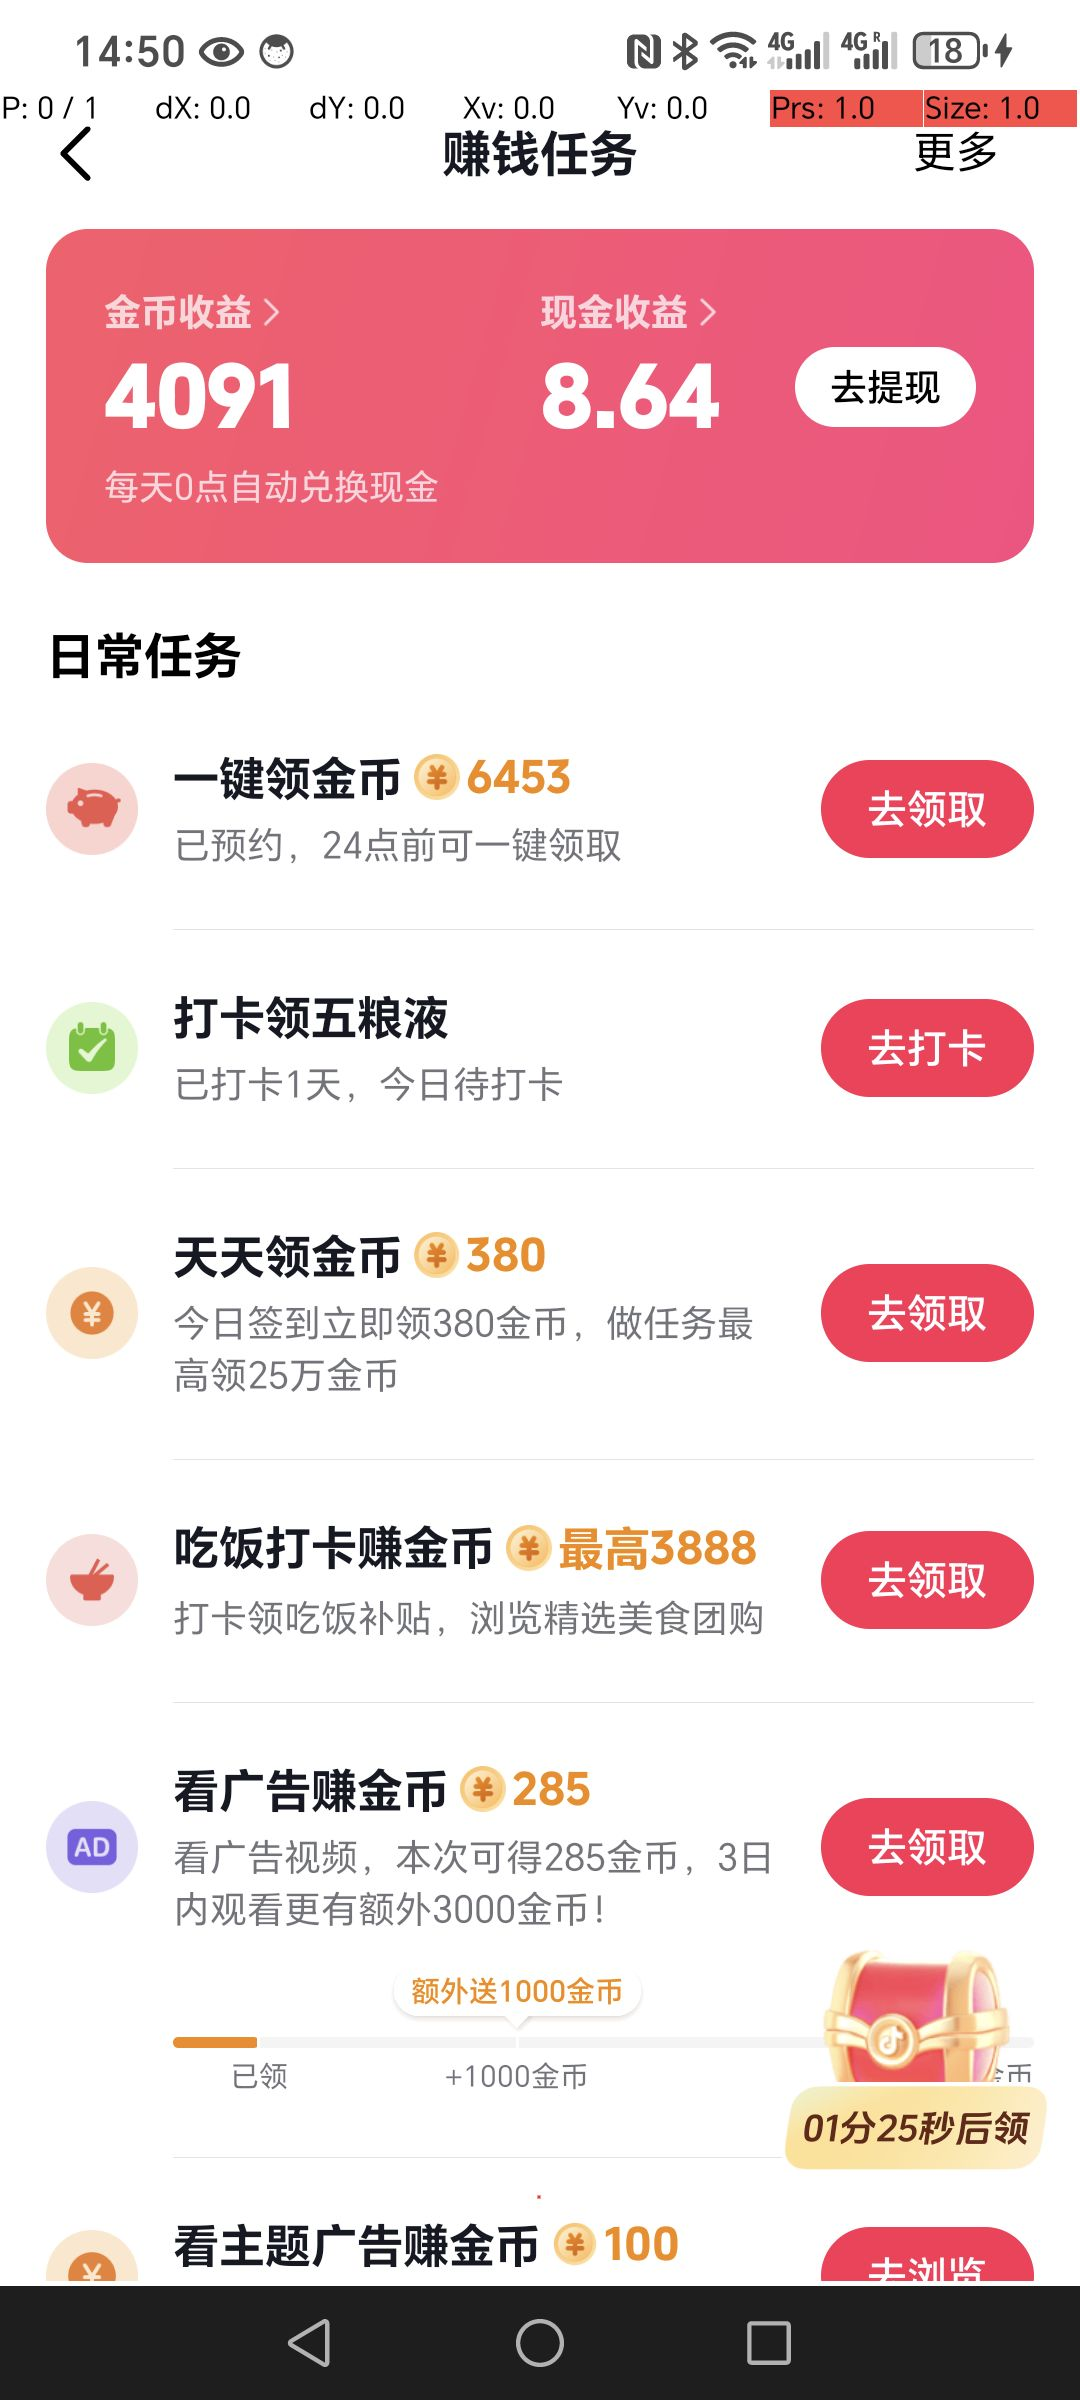 14:50
4G 4G R 18
P: 0 / 1 dX: 0.0 dY: 0.0 Xv: 0.0 Yv: 0.0 Prs: 1.0 Size: 1.0
赚钱任务 更多
金币收益 现金收益
4091 8.64 去提现
每天0点自动兑换现金
日常任务
一键领金币 6453
已预约，24点前可一键领取
去领取
打卡领五粮液
已打卡1天，今日待打卡
去打卡
天天领金币 380
今日签到立即领380金币，做任务最
高领25万金币
去领取
吃饭打卡赚金币 最高3888
打卡领吃饭补贴，浏览精选美食团购
去领取
AD
看广告赚金币 285
看广告视频，本次可得285金币，3日
内观看更有额外3000金币！
去领取
额外送1000金币
已领 +1000金币 金币
01分25秒后领
看主题广告赚金币 100
去浏览